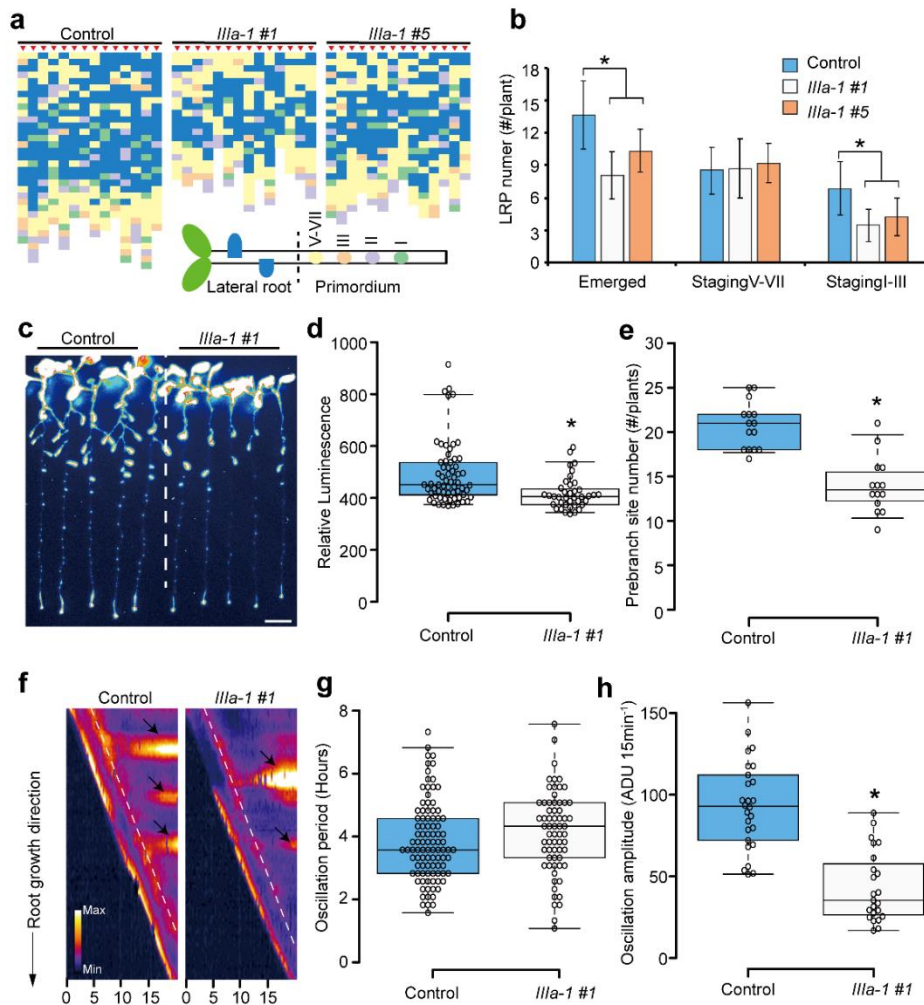 a
Control
IIIa-1 #1
IIIa-1 #5
V-VII
III
II
I
Lateral root
Primordium
b
LRP numer (#/plant)
18
15
12
9
6
3
0
*
*
Control
IIIa-1 #1
IIIa-1 #5
Emerged
StagingV-VII
StagingI-III
c
Control
IIIa-1 #1
d
Relative Luminescence
1000
800
600
400
200
0
*
Control
IIIa-1 #1
e
Prebranch site number (#/plants)
30
25
20
15
10
5
0
*
Control
IIIa-1 #1
f
Root growth direction
Control
IIIa-1 #1
Max
Min
0 5 10 15
0 5 10 15
g
Oscillation period (Hours)
8
6
4
2
0
Control
IIIa-1 #1
h
Oscillation amplitude (ADU 15min⁻¹)
150
100
50
0
*
Control
IIIa-1 #1